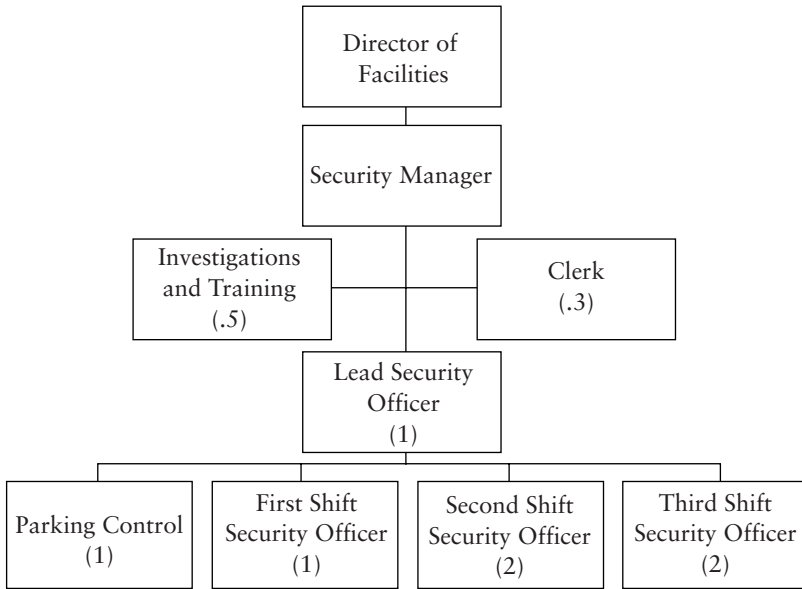 Director of
Facilities
Security Manager
Investigations
and Training
(.5)
Clerk
(.3)
Lead Security
Officer
(1)
Parking Control
(1)
First Shift
Security Officer
(1)
Second Shift
Security Officer
(2)
Third Shift
Security Officer
(2)